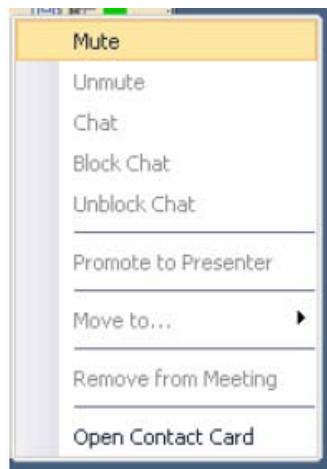 Mute
Unmute
Chat
Block Chat
Unblock Chat
Promote to Presenter
Move to...
Remove from Meeting
Open Contact Card